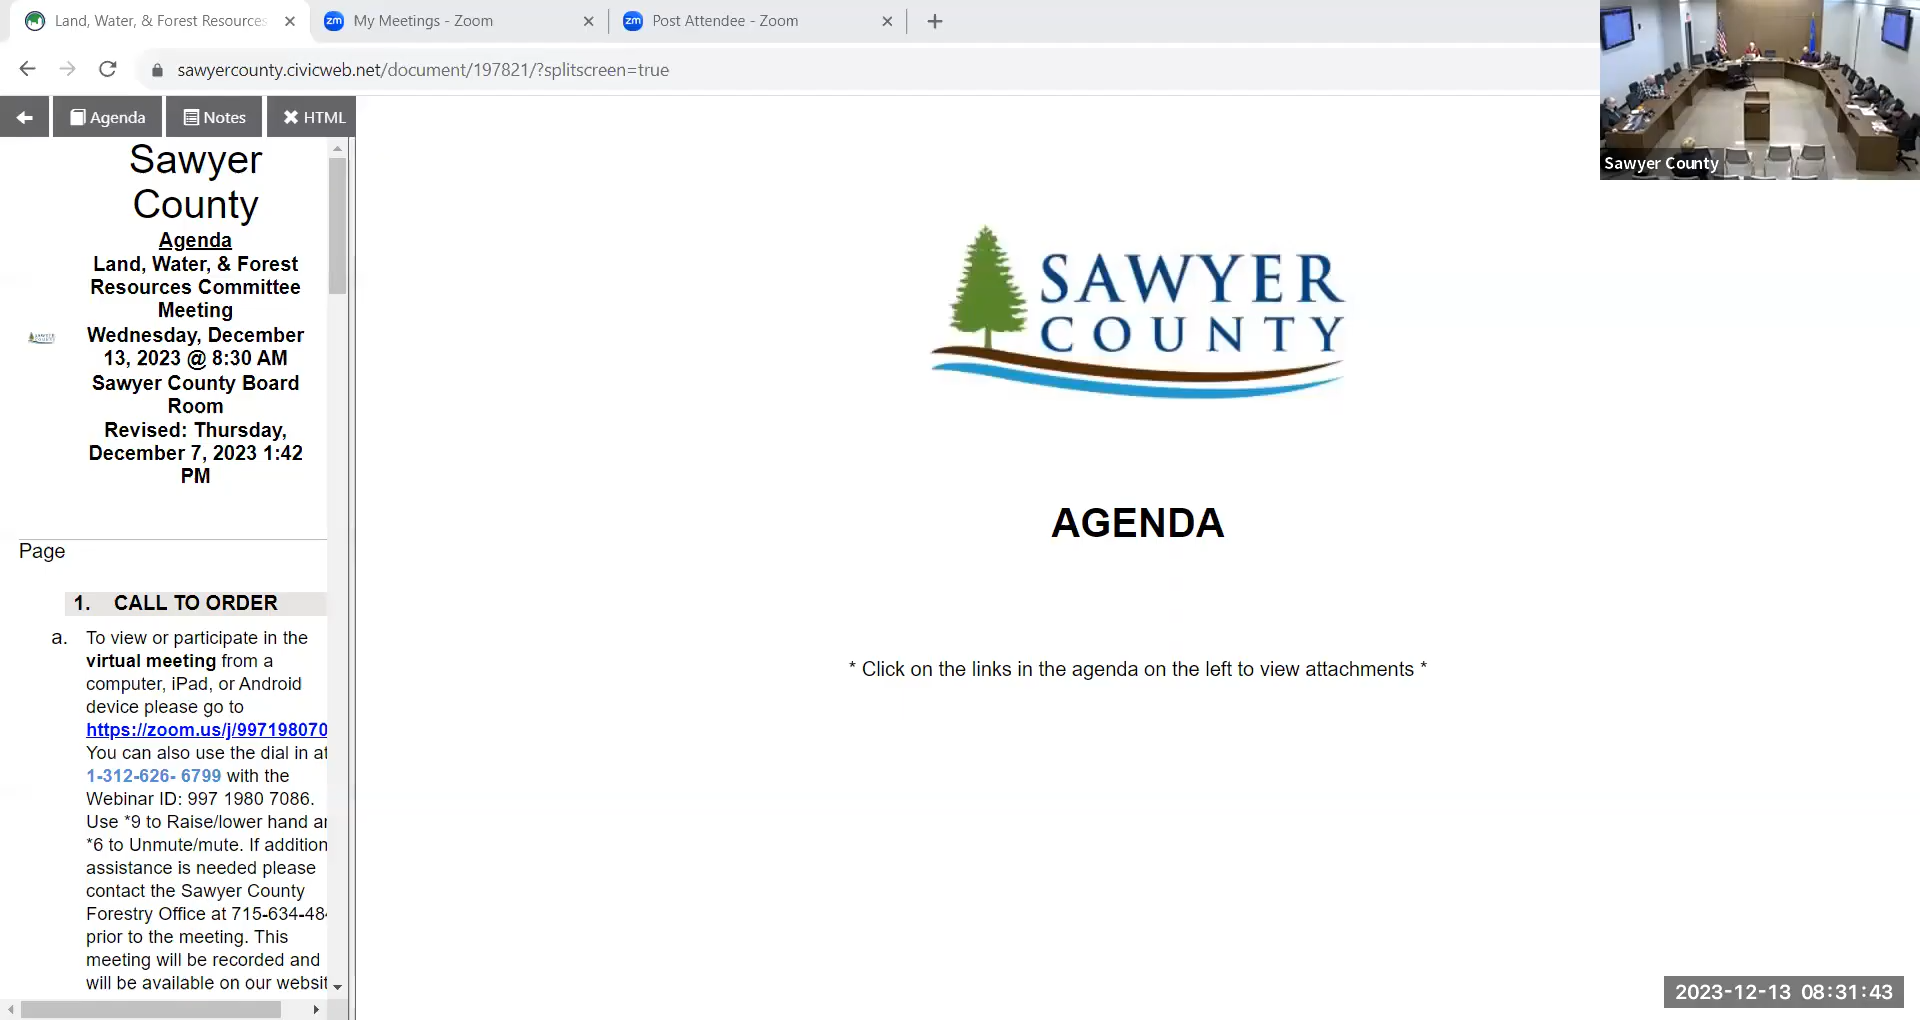 Land, Water, & Forest Resources
My Meetings - Zoom
Post Attendee - Zoom
sawyercounty.civicweb.net/document/197821/?splitscreen=true
Agenda
Notes
HTML
Sawyer County
Sawyer
County
Agenda
Land, Water, & Forest
Resources Committee
Meeting
Wednesday, December
13, 2023 @ 8:30 AM
Sawyer County Board
Room
Revised: Thursday,
December 7, 2023 1:42
PM
SAWYER
COUNTY
Page
1. CALL TO ORDER
a. To view or participate in the
virtual meeting from a
computer, iPad, or Android
device please go to
https://zoom.us/j/997198070
You can also use the dial in at
1-312-626- 6799 with the
Webinar ID: 997 1980 7086.
Use *9 to Raise/lower hand an
*6 to Unmute/mute. If addition
assistance is needed please
contact the Sawyer County
Forestry Office at 715-634-484
prior to the meeting. This
meeting will be recorded and
will be available on our websit
SAWYER
COUNTY
AGENDA
* Click on the links in the agenda on the left to view attachments *
2023-12-13 08:31:43